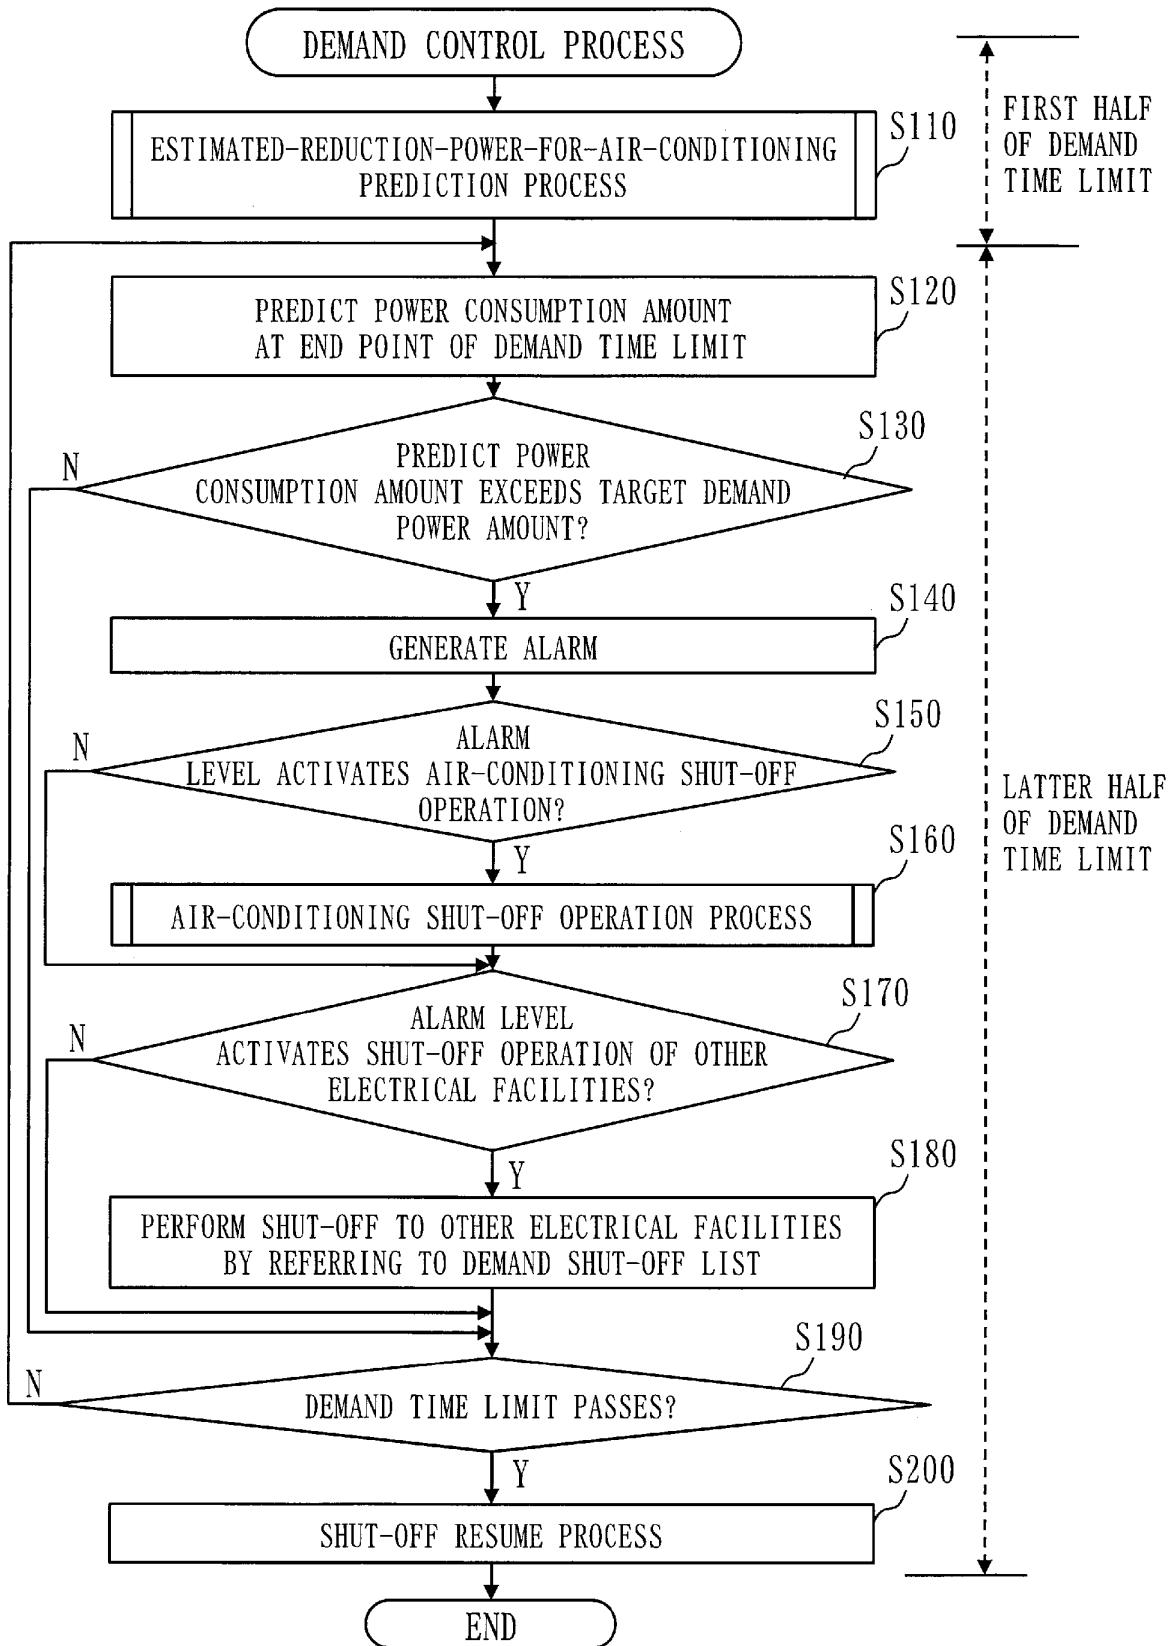 DEMAND CONTROL PROCESS
S110
ESTIMATED-REDUCTION-POWER-FOR-AIR-CONDITIONING
PREDICTION PROCESS
FIRST HALF
OF DEMAND
TIME LIMIT
S120
PREDICT POWER CONSUMPTION AMOUNT
AT END POINT OF DEMAND TIME LIMIT
S130
N
PREDICT POWER
CONSUMPTION AMOUNT EXCEEDS TARGET DEMAND
POWER AMOUNT?
Y
S140
GENERATE ALARM
S150
N
ALARM
LEVEL ACTIVATES AIR-CONDITIONING SHUT-OFF
OPERATION?
Y
LATTER HALF
OF DEMAND
TIME LIMIT
S160
AIR-CONDITIONING SHUT-OFF OPERATION PROCESS
S170
N
ALARM LEVEL
ACTIVATES SHUT-OFF OPERATION OF OTHER
ELECTRICAL FACILITIES?
Y
S180
PERFORM SHUT-OFF TO OTHER ELECTRICAL FACILITIES
BY REFERRING TO DEMAND SHUT-OFF LIST
S190
N
DEMAND TIME LIMIT PASSES?
Y
S200
SHUT-OFF RESUME PROCESS
END